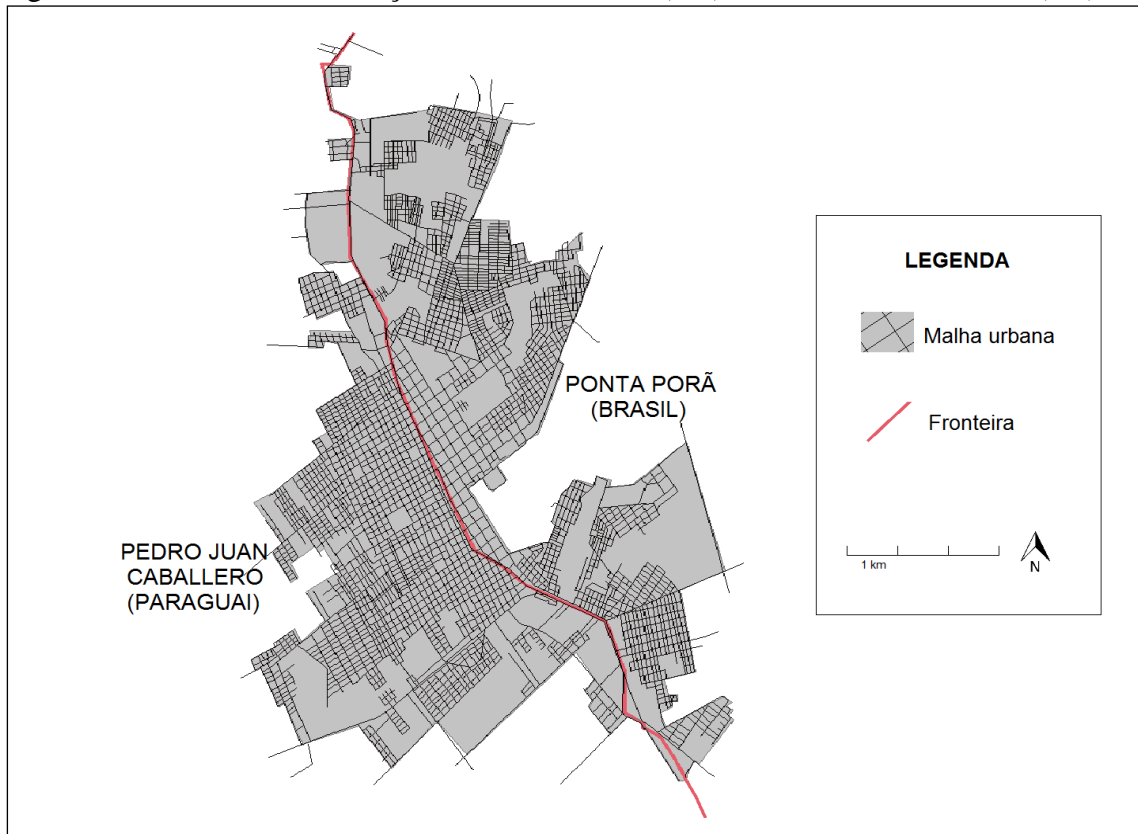 LEGENDA
Malha urbana
PONTA PORÃ
(BRASIL)
Fronteira
PEDRO JUAN
CABALLERO
(PARAGUAI)
1 km
N